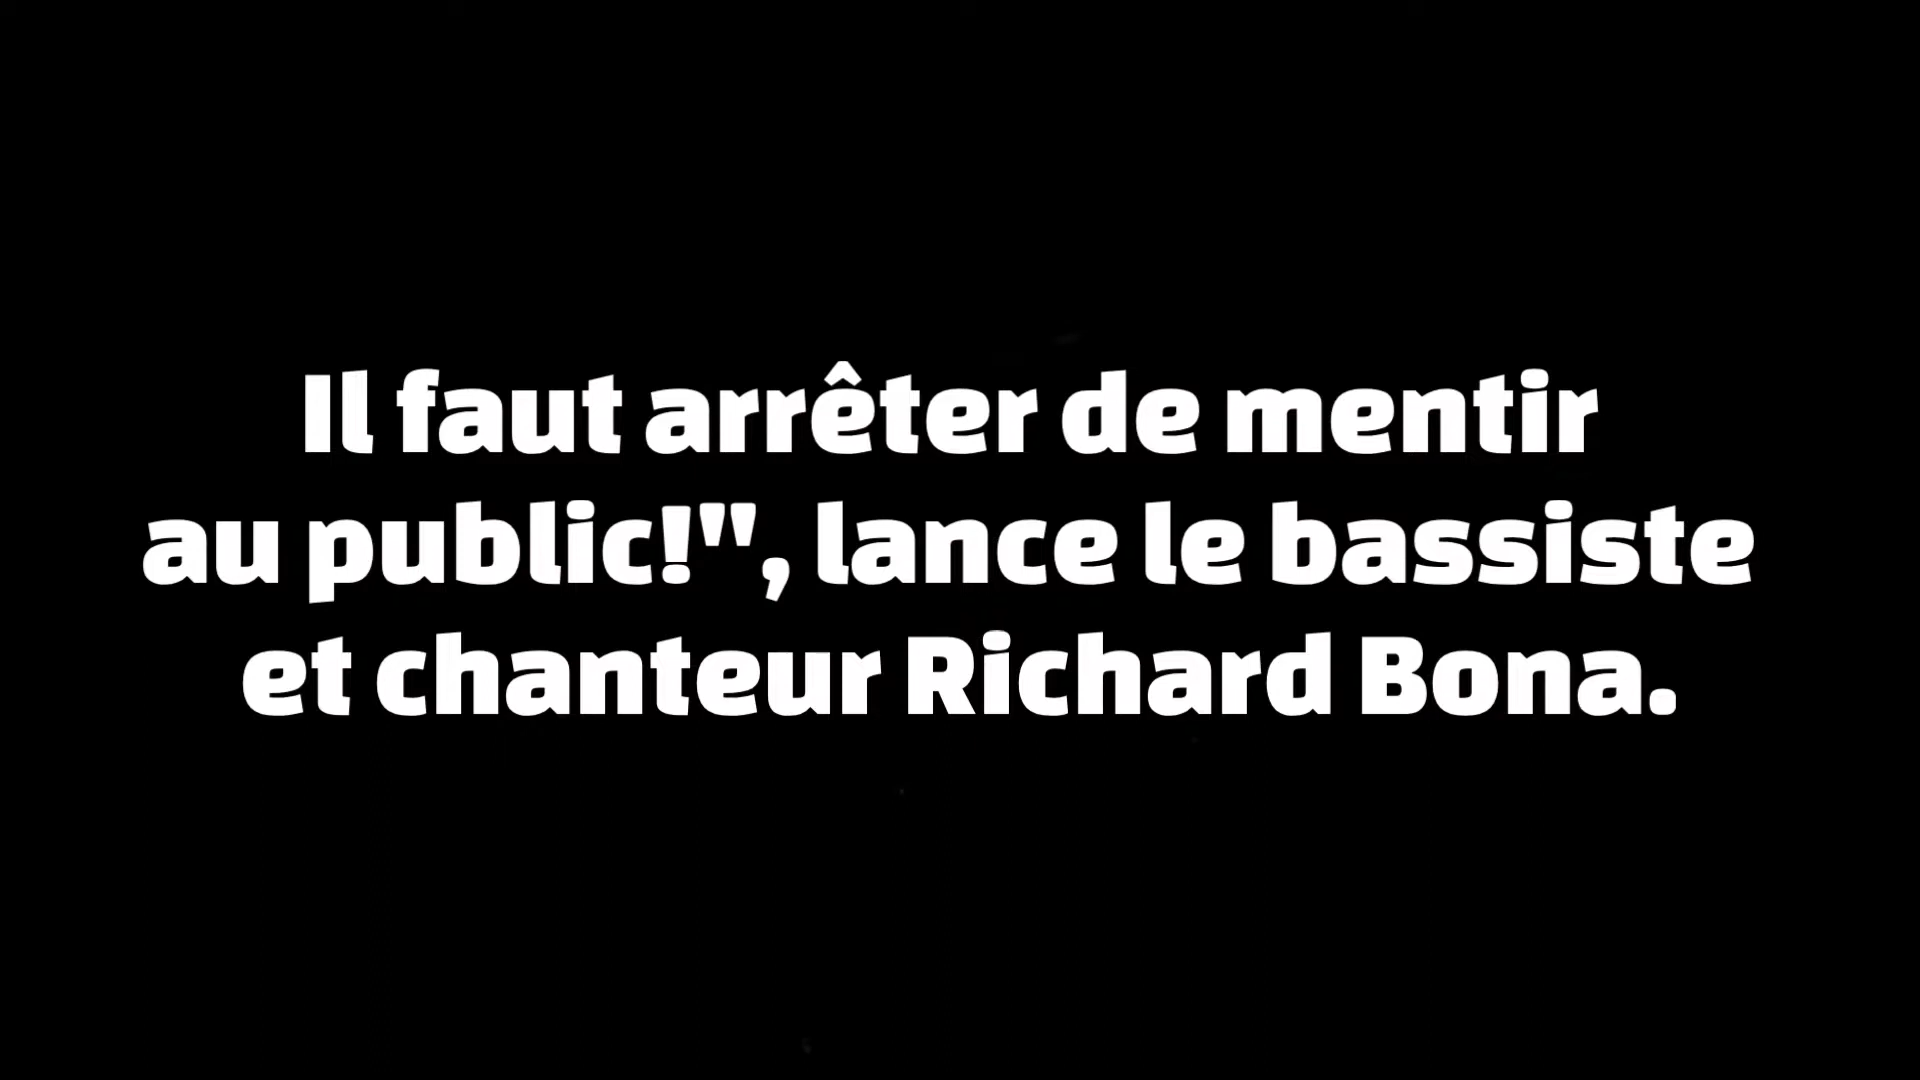 Il faut arrêter de mentir
au public!", lance le bassiste
et chanteur Richard Bona.